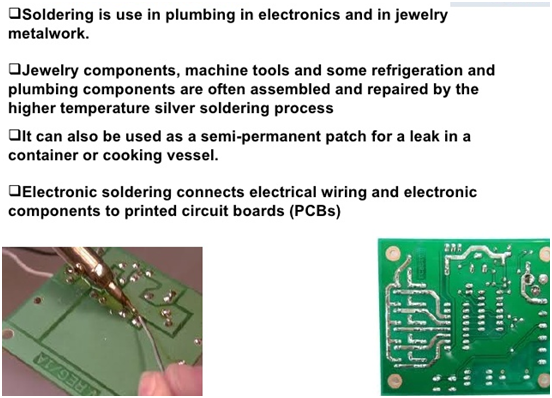 ❑Soldering is use in plumbing in electronics and in jewelry
metalwork.
❑Jewelry components, machine tools and some refrigeration and
plumbing components are often assembled and repaired by the
higher temperature silver soldering process
❑It can also be used as a semi-permanent patch for a leak in a
container or cooking vessel.
❑Electronic soldering connects electrical wiring and electronic
components to printed circuit boards (PCBs)